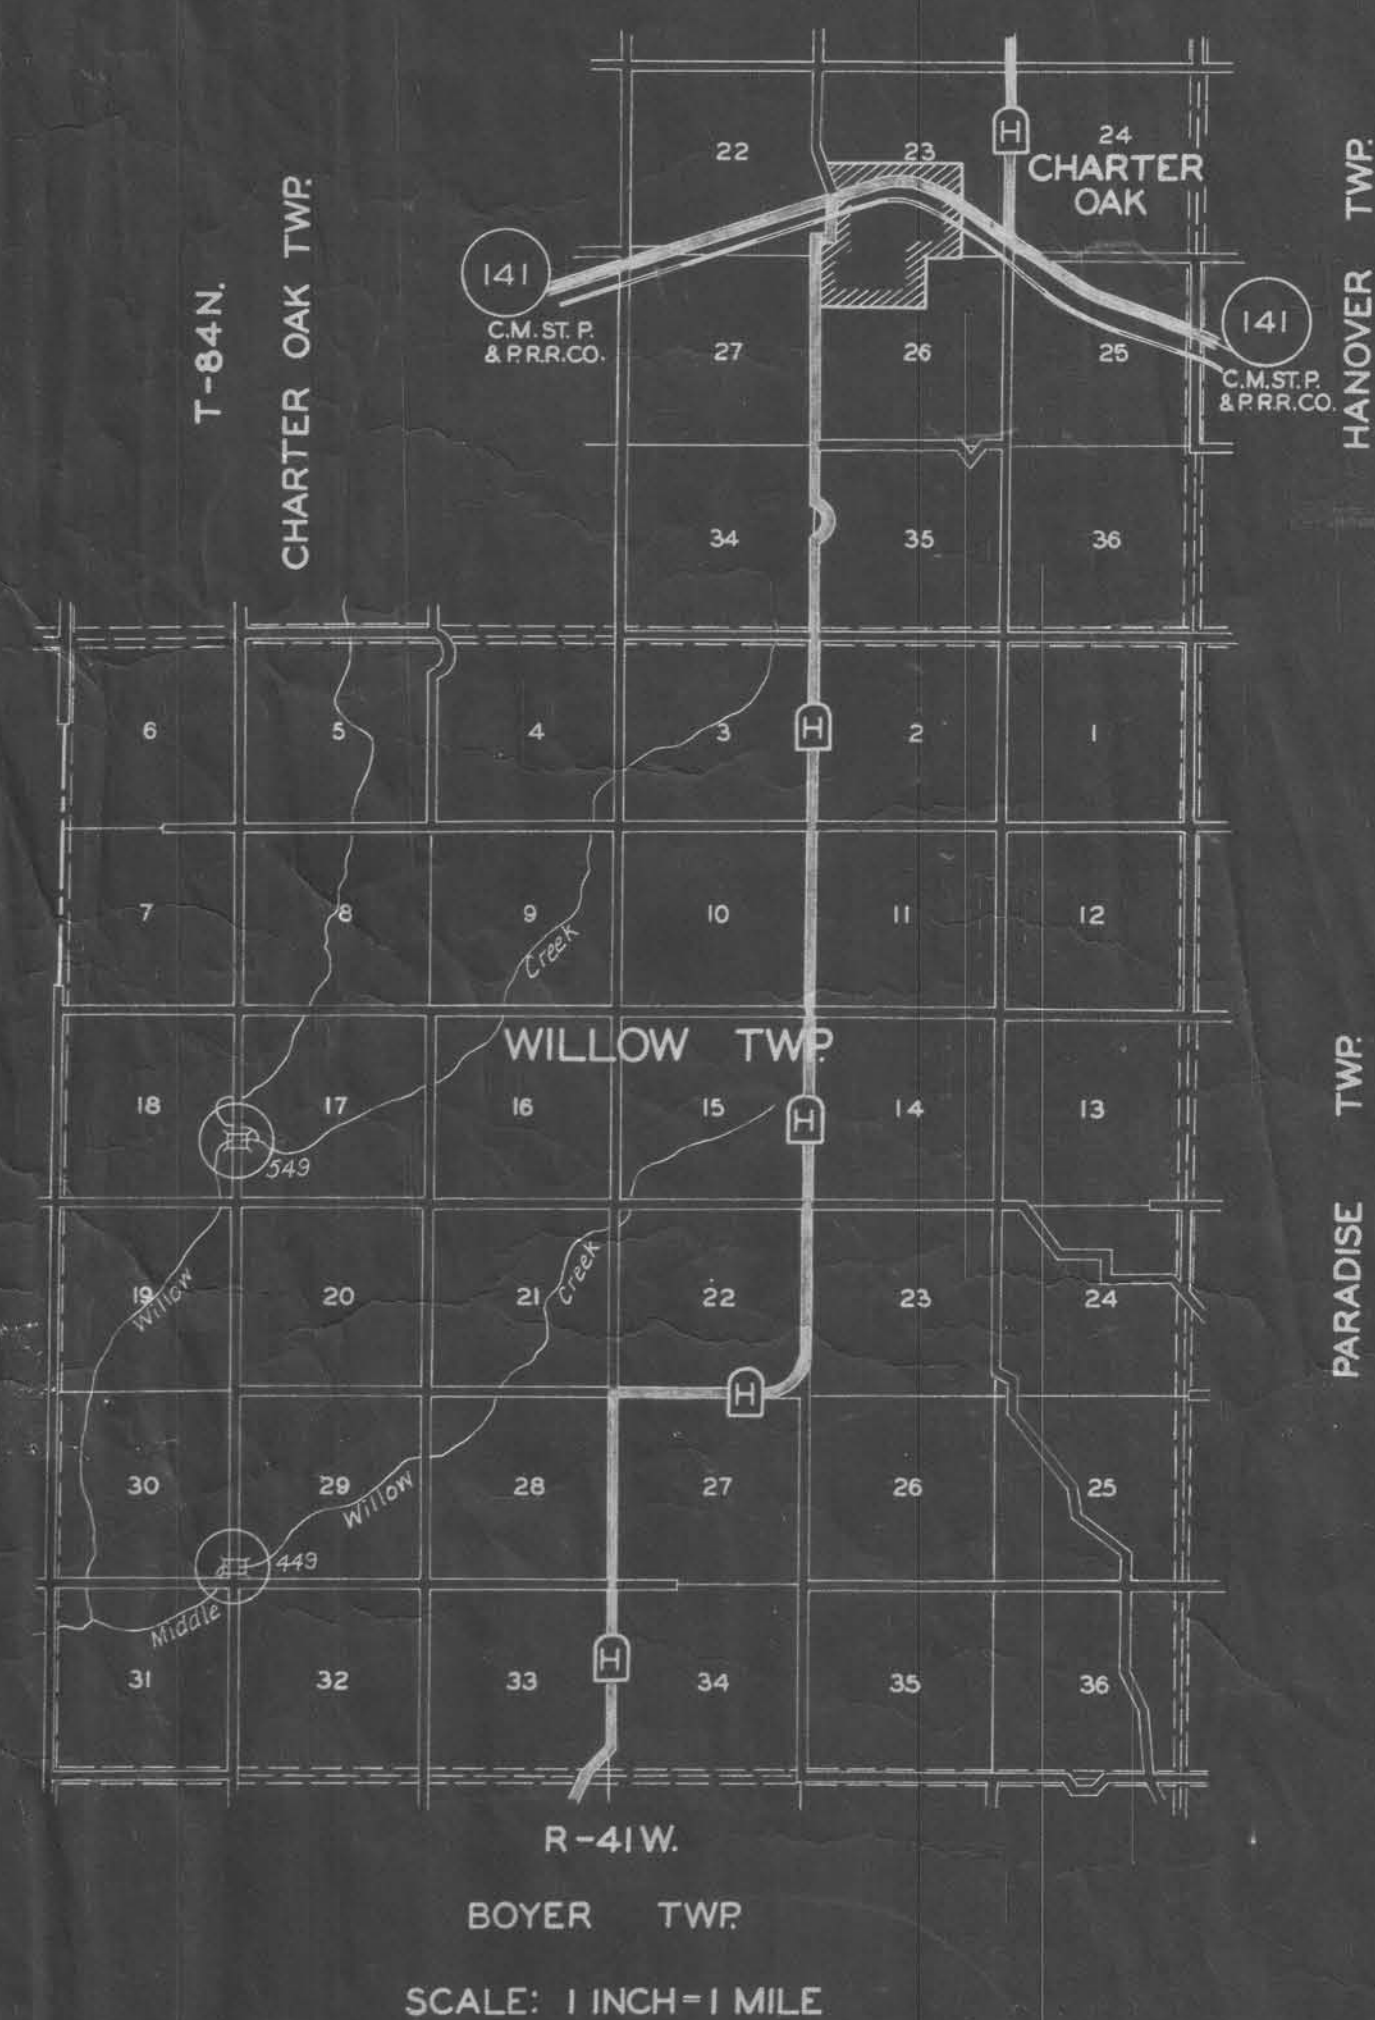 H
22
23
24
CHARTER
OAK
HANOVER TWP.
CHARTER OAK TWP.
T-84N.
141
C.M. ST. P.
& P.R.R.CO.
141
C.M.ST.P.
& P.R.R.CO.
27
26
25
34
35
36
6
5
4
3
H
2
1
7
8
9
Creek
10
11
12
WILLOW TWP.
PARADISE TWP.
18
17
16
15
H
14
13
549
19
Willow
20
21
Creek
22
23
24
H
30
29
Willow
28
27
26
25
449
Middle
31
32
33
H
34
35
36
R-41W.
BOYER TWP.
SCALE: 1 INCH=1 MILE